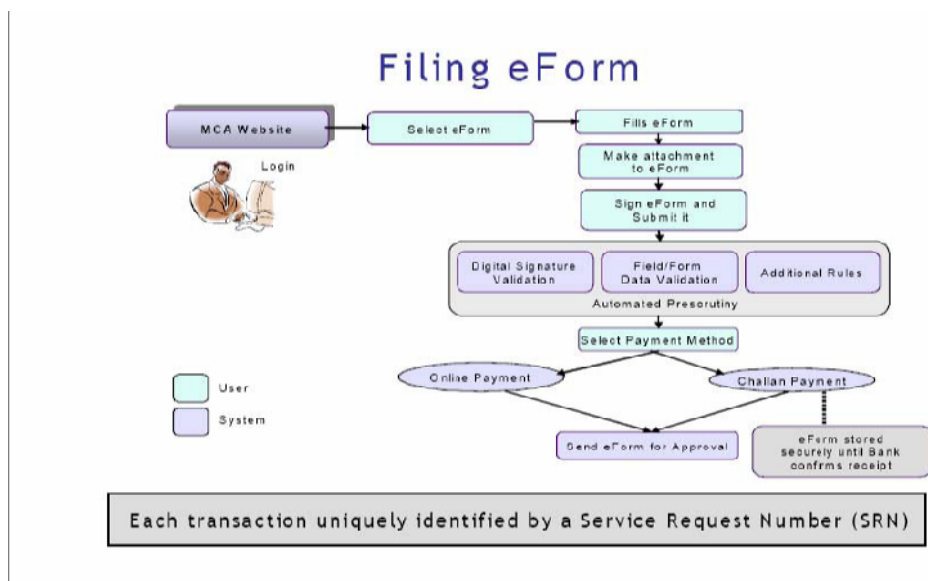 Filing eForm
MCA Website
Select eForm
Fills eForm
Login
Make attachment
to eForm
Sign eForm and
Submit it
Digital Signature
Validation
Field/Form
Data Validation
Additional Rules
Automated Prescrutiny
Select Payment Method
Online Payment
Challan Payment
User
System
Send eForm for Approval
eForm stored
securely until Bank
confrms receipt
Each transaction uniquely identified by a Service Request Number (SRN)